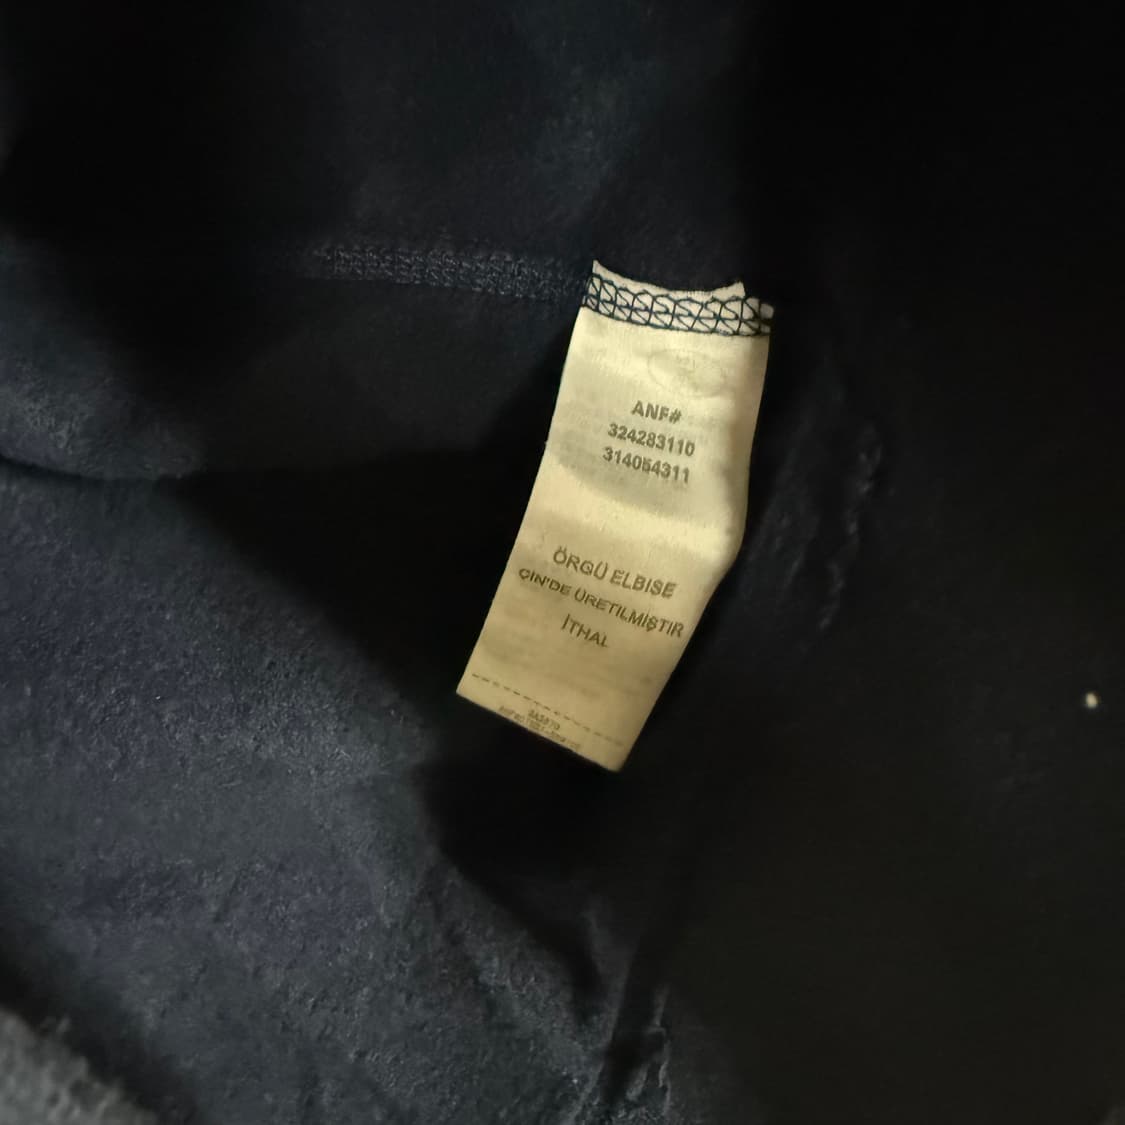 ANF#
324283110
314054311
ÖRGÜ ELBISE
ÇIN'DE ÜRETILMIŞTIR
İTHAL